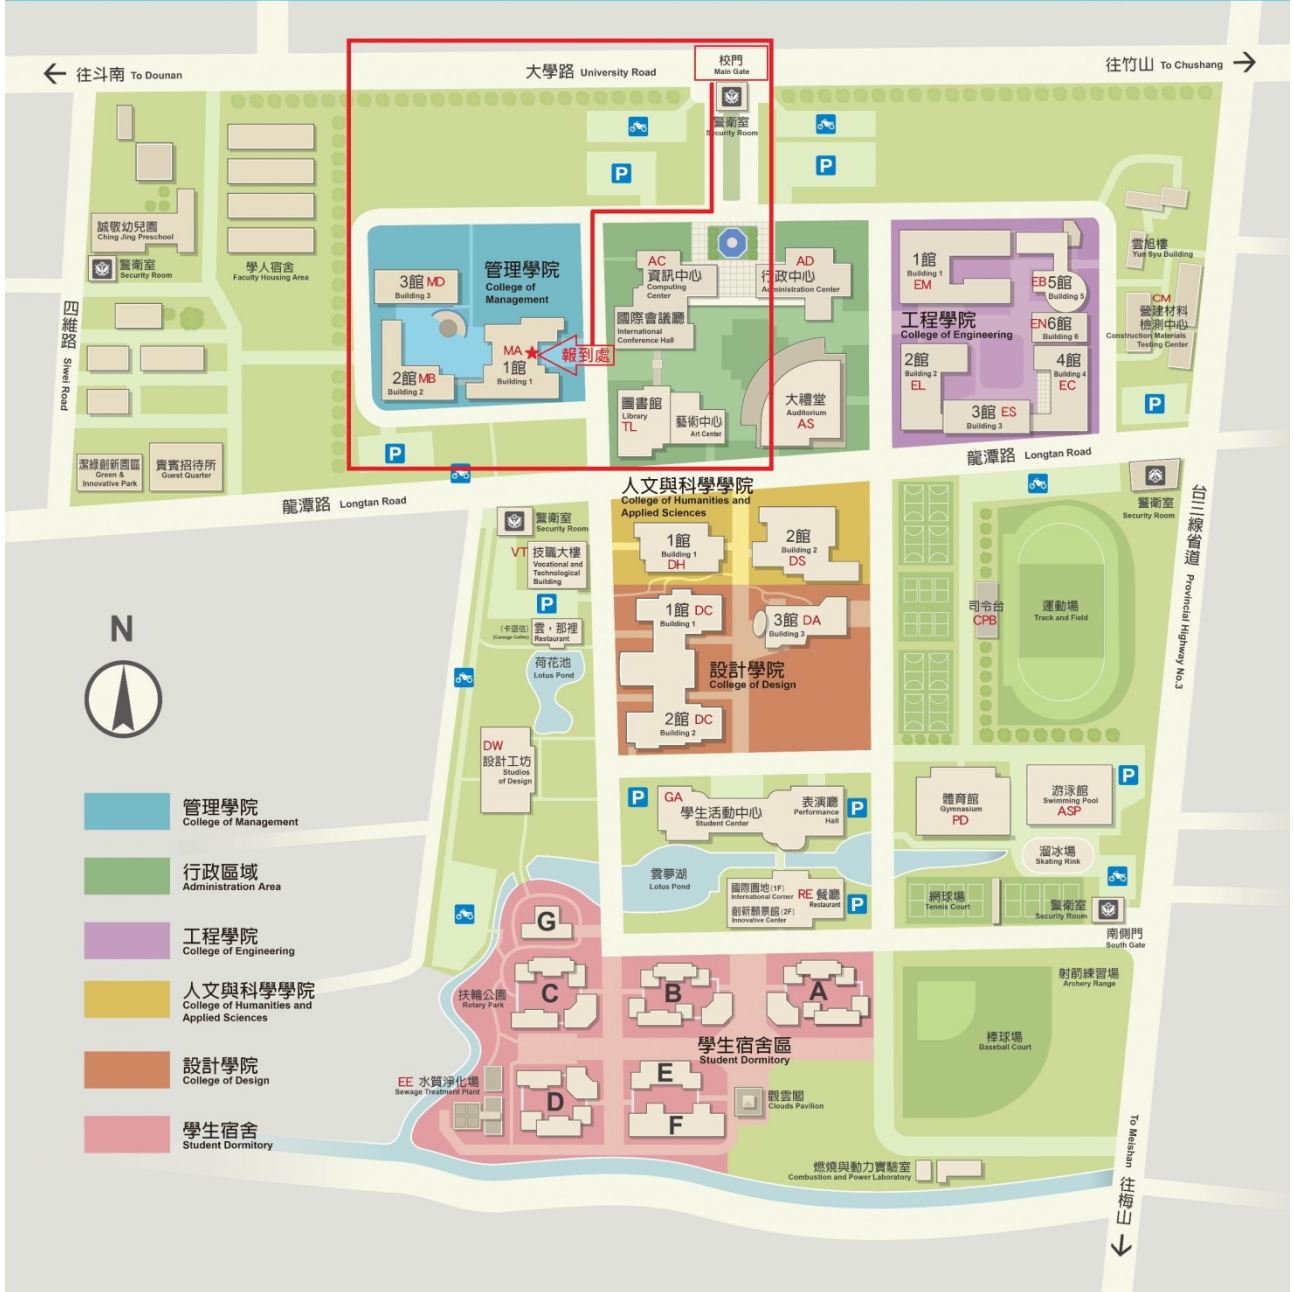 校門
Main Gate
往斗南 To Dounan
大學路 University Road
往竹山 To Chushang
警衛室
Security Room
P
P
誠敬幼兒園
Ching Jing Preschool
警衛室
Security Room
學人宿舍
Faculty Housing Area
四維路 Siwei Road
管理學院
College of
Management
3館 MD
Building 3
MA
1館
Building 1
報到處
2館 MB
Building 2
P
AC
資訊中心
Computing
Center
國際會議廳
International
Conference Hall
AD
行政中心
Administration Center
圖書館
Library
TL
藝術中心
Art Center
大禮堂
Auditorium
AS
1館
Building 1
EM
EB 5館
Building 5
EN 6館
Building 6
工程學院
College of Engineering
2館
Building 2
EL
4館
Building 4
EC
3館 ES
Building 3
雲旭樓
Yun Syu Building
CM
營建材料
檢測中心
Construction Materials
Testing Center
P
潔綠創新園區
Green &
Innovative Park
貴賓招待所
Guest Quarter
龍潭路 Longtan Road
龍潭路 Longtan Road
警衛室
Security Room
台三線省道 Provincial Highway No.3
人文與科學學院
College of Humanities and
Applied Sciences
1館
Building 1
DH
2館
Building 2
DS
警衛室
Security Room
VT 技職大樓
Vocational and
Technological
Building
P
(卡羅佶)
雲,那裡
Restaurant
荷花池
Lotus Pond
1館 DC
Building 1
3館 DA
Building 3
設計學院
College of Design
2館 DC
Building 2
司令台
CPB
運動場
Track and Field
N
DW
設計工坊
Studios
of Design
P
GA
學生活動中心
Student Center
表演廳
Performance
Hall
P
體育館
Gymnasium
PD
游泳館
Swimming Pool
ASP
P
溜冰場
Skating Rink
雲夢湖
Lotus Pond
國際園地(1F)
International Corner
創新願景館(2F)
Innovative Center
RE 餐廳
Restaurant
P
網球場
Tennis Court
警衛室
Security Room
南側門
South Gate
G
C
B
A
扶輪公園
Rotary Park
學生宿舍區
Student Dormitory
EE 水質淨化場
Sewage Treatment Plant
D
E
F
觀雲閣
Clouds Pavilion
射箭練習場
Archery Range
棒球場
Baseball Court
燃燒與動力實驗室
Combustion and Power Laboratory
To Meishan 往梅山
管理學院
College of Management
行政區域
Administration Area
工程學院
College of Engineering
人文與科學學院
College of Humanities and
Applied Sciences
設計學院
College of Design
學生宿舍
Student Dormitory